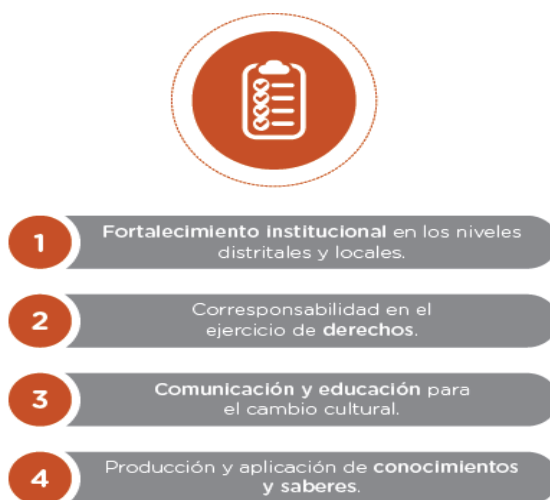 1
Fortalecimiento institucional en los niveles
distritales y locales.
2
Corresponsabilidad en el
ejercicio de derechos.
3
Comunicación y educación para
el cambio cultural.
4
Producción y aplicación de conocimientos
y saberes.